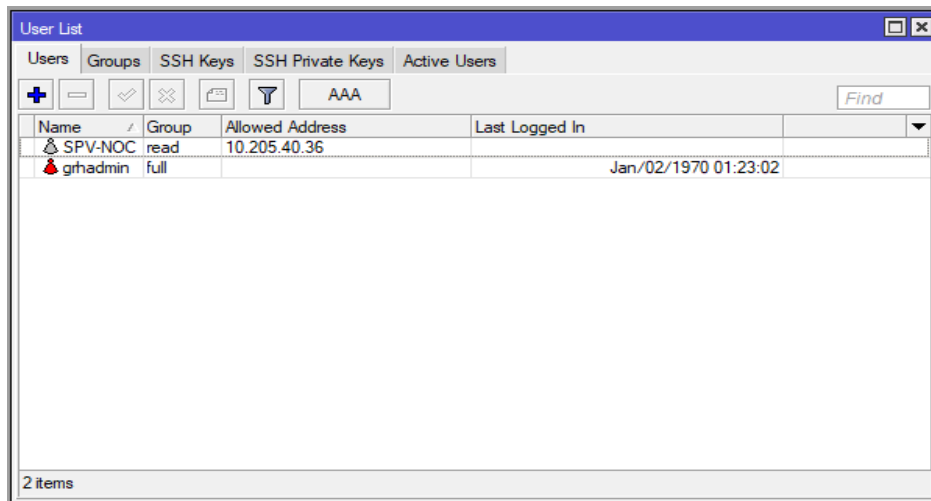 User List
Users Groups SSH Keys SSH Private Keys Active Users
AAA Find
Name Group Allowed Address Last Logged In
SPV-NOC read 10.205.40.36
grhadmin full Jan/02/1970 01:23:02
2 items